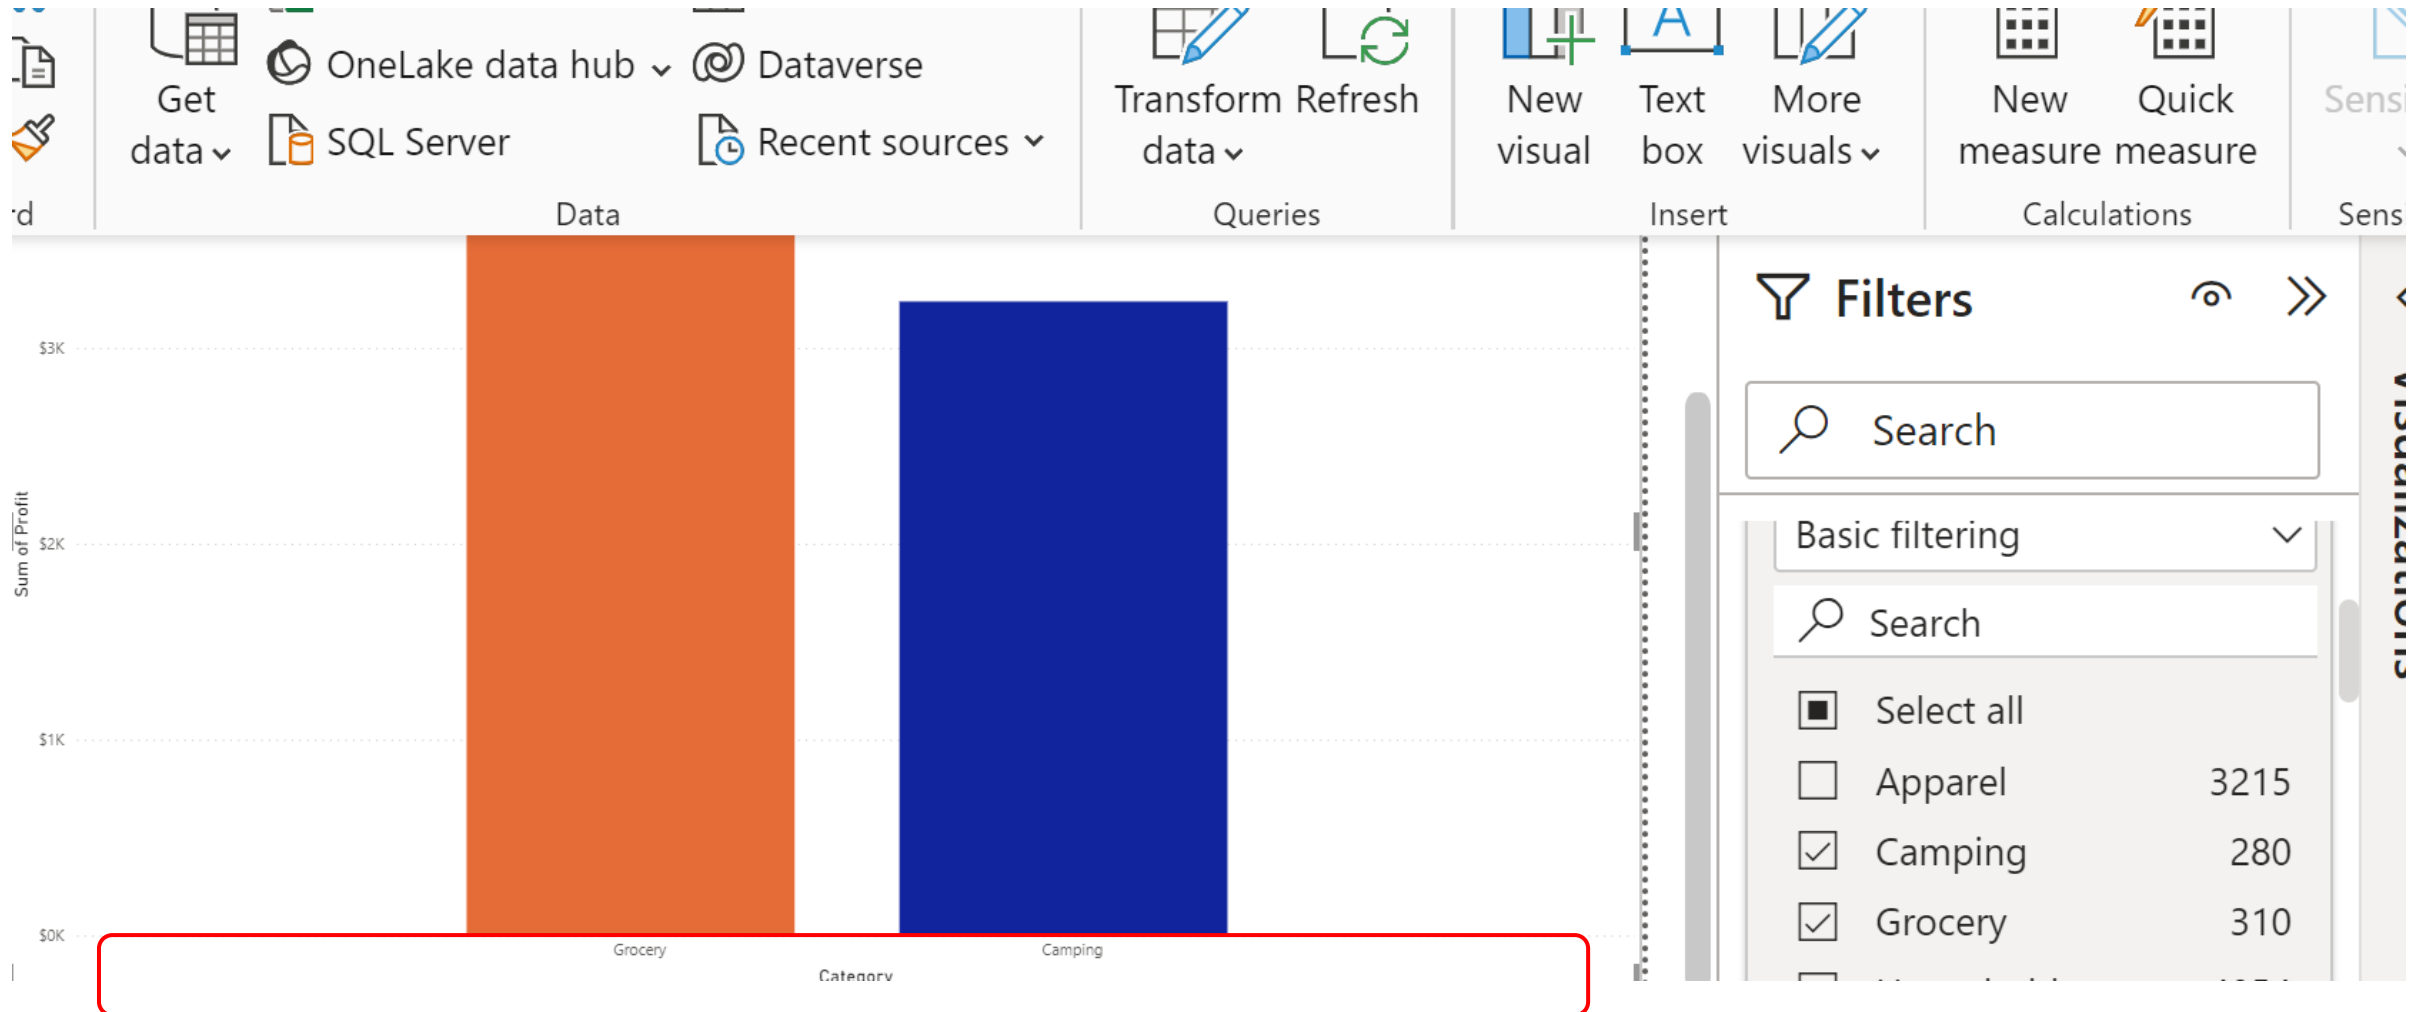 OneLake data hub
Dataverse
Get data
SQL Server
Recent sources
Data
Transform data
Refresh
Queries
New visual
Text box
More visuals
Insert
New measure
Quick measure
Calculations
Filters
Search
Basic filtering
Search
Select all
Apparel 3215
Camping 280
Grocery 310
Visualizations
$3K
$2K
$1K
$0K
Sum of Profit
Grocery
Camping
Category